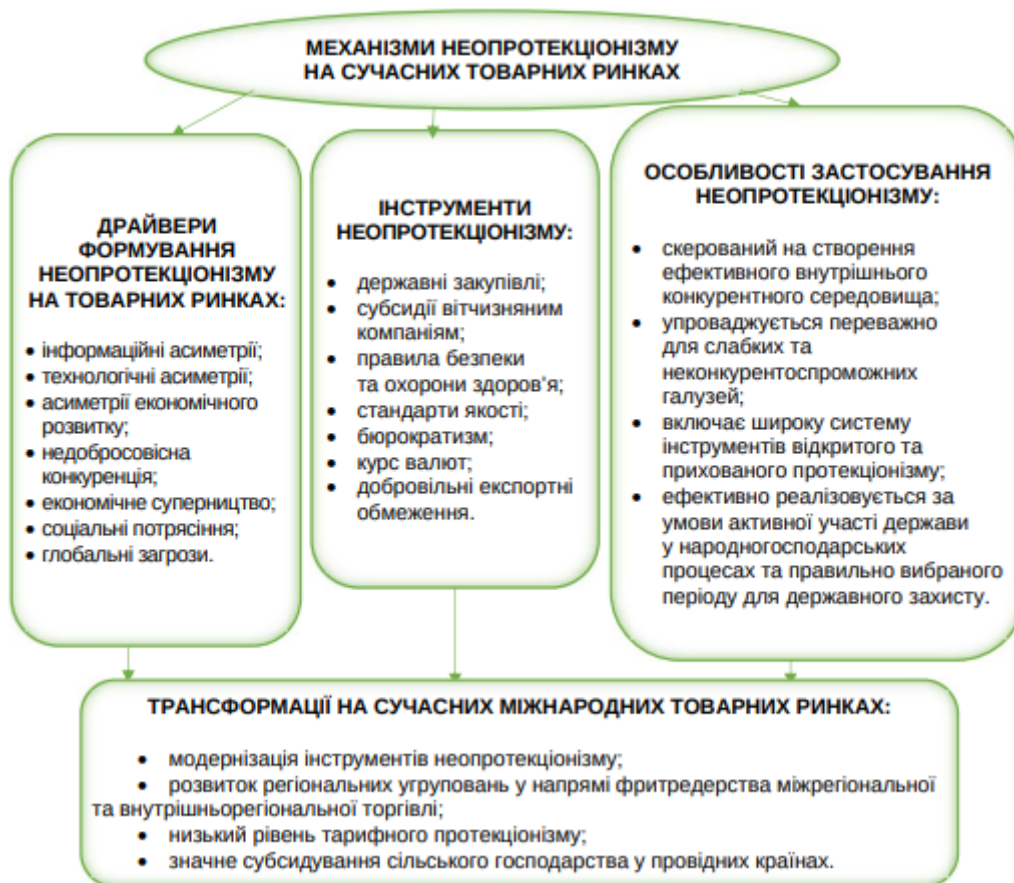 МЕХАНІЗМИ НЕОПРОТЕКЦІОНІЗМУ
НА СУЧАСНИХ ТОВАРНИХ РИНКАХ
ДРАЙВЕРИ
ФОРМУВАННЯ
НЕОПРОТЕКЦІОНІЗМУ
НА ТОВАРНИХ РИНКАХ:
• інформаційні асиметрії;
• технологічні асиметрії;
• асиметрії економічного
розвитку;
• недобросовісна
конкуренція;
• економічне суперництво;
• соціальні потрясіння;
• глобальні загрози.
ІНСТРУМЕНТИ
НЕОПРОТЕКЦІОНІЗМУ:
• державні закупівлі;
• субсидії вітчизняним
компаніям;
• правила безпеки
та охорони здоров’я;
• стандарти якості;
• бюрократизм;
• курс валют;
• добровільні експортні
обмеження.
ОСОБЛИВОСТІ ЗАСТОСУВАННЯ
НЕОПРОТЕКЦІОНІЗМУ:
• скерований на створення
ефективного внутрішнього
конкурентного середовища;
• упроваджується переважно
для слабких та
неконкурентоспроможних
галузей;
• включає широку систему
інструментів відкритого та
прихованого протекціонізму;
• ефективно реалізовується за
умови активної участі держави
у народногосподарських
процесах та правильно вибраного
періоду для державного захисту.
ТРАНСФОРМАЦІЇ НА СУЧАСНИХ МІЖНАРОДНИХ ТОВАРНИХ РИНКАХ:
• модернізація інструментів неопротекціонізму;
• розвиток регіональних угруповань у напрямі фритредерства міжрегіональної
та внутрішньорегіональної торгівлі;
• низький рівень тарифного протекціонізму;
• значне субсидування сільського господарства у провідних країнах.